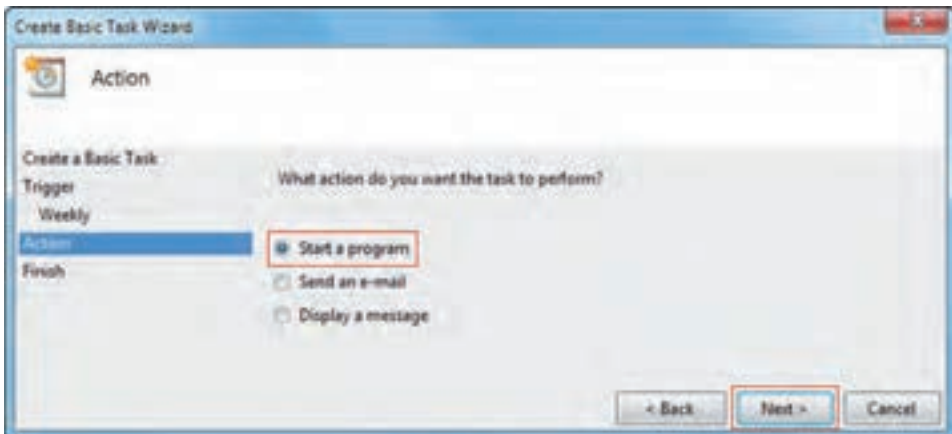 Create Basic Task Wizard
Action
Create a Basic Task
Trigger
Weekly
Action
Finish
What action do you want the task to perform?
Start a program
Send an e-mail
Display a message
< Back
Next >
Cancel